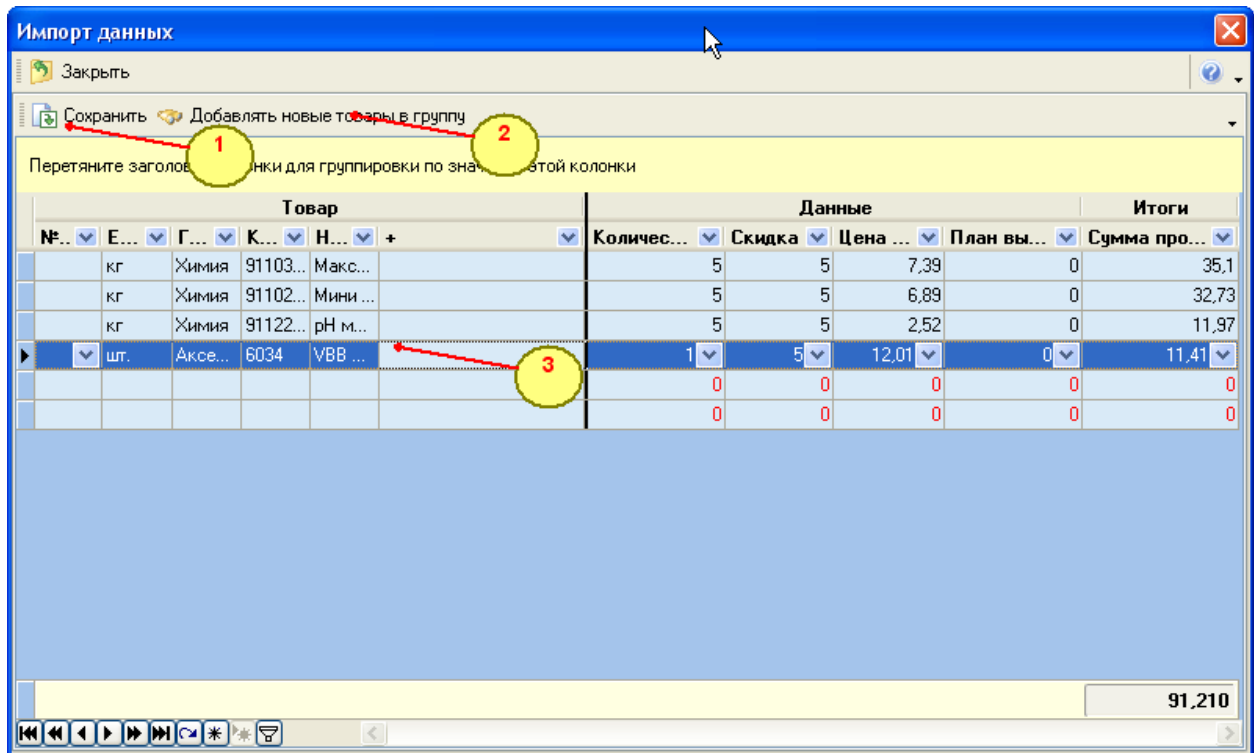 Импорт данных
Закрыть
Сохранить Добавлять новые товары в группу
1
2
Перетяните заголов нки для группировки по знач этой колонки
Товар Данные Итоги
№.. Е... Г... К... Н... + Количес... Скидка Цена ... План вы... Сумма про...
кг Химия 91103... Макс... 5 5 7,39 0 35,1
кг Химия 91102... Мини ... 5 5 6,89 0 32,73
кг Химия 91122... pH м... 5 5 2,52 0 11,97
шт. Аксе... 6034 VBB ... 1 5 12,01 0 11,41
3
0 0 0 0 0
0 0 0 0 0
91,210